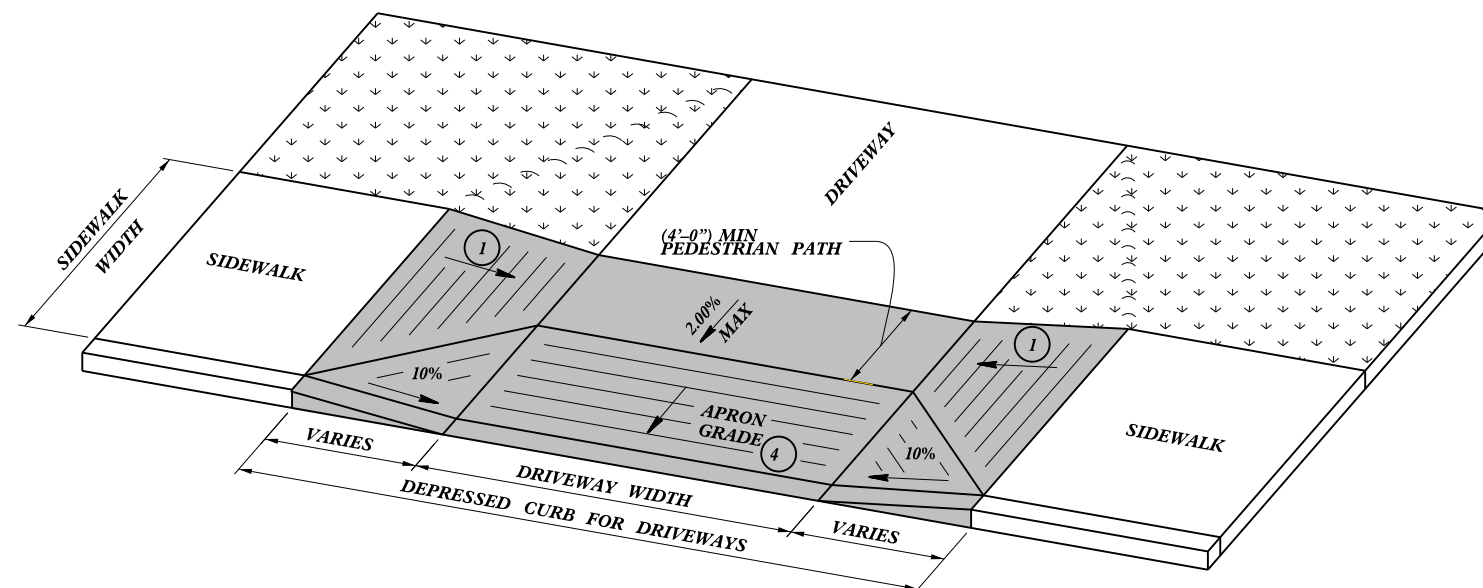 DRIVEWAY
SIDEWALK
WIDTH
(4'–0") MIN
PEDESTRIAN PATH
1
SIDEWALK
2.00%
MAX
1
10%
APRON
GRADE
4
10%
SIDEWALK
VARIES
DRIVEWAY WIDTH
VARIES
DEPRESSED CURB FOR DRIVEWAYS